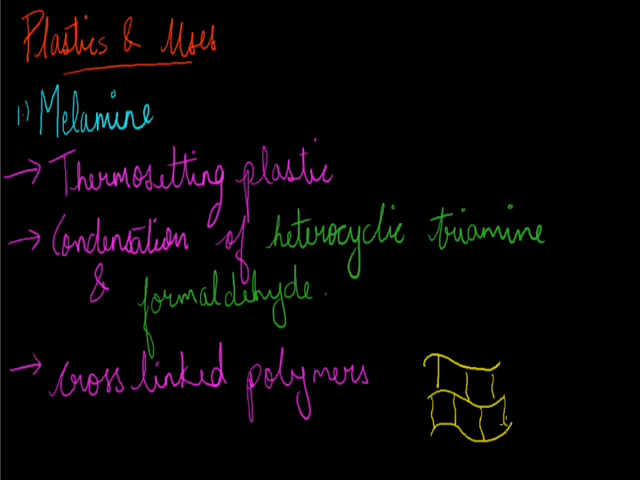 Plastics & Uses
1.) Melamine
→ Thermosetting plastic
→ Condensation of heterocyclic triamine
& formaldehyde.
→ Cross linked polymers